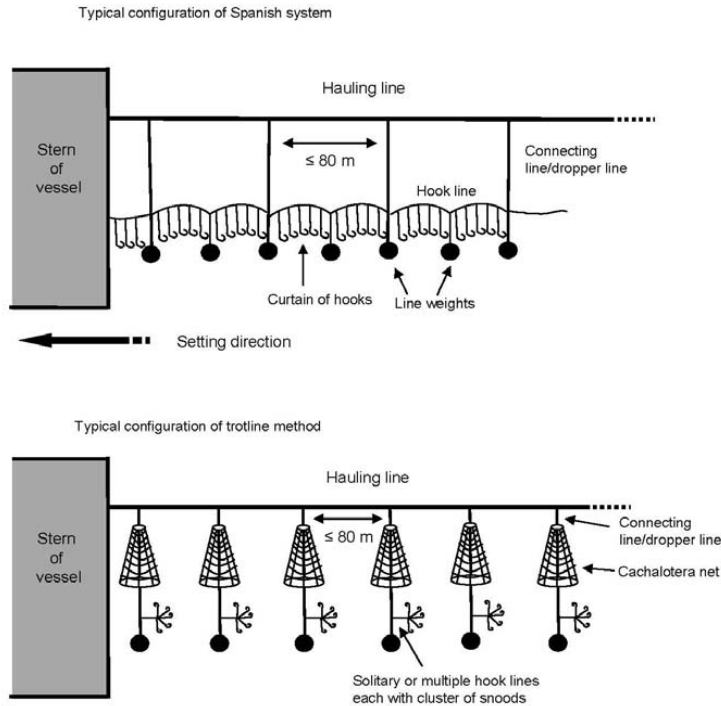 Typical configuration of Spanish system
Hauling line
Stern
of
vessel
≤ 80 m
Connecting
line/dropper line
Hook line
Curtain of hooks
Line weights
Setting direction
Typical configuration of trotline method
Hauling line
Stern
of
vessel
≤ 80 m
Connecting
line/dropper line
Cachalotera net
Solitary or multiple hook lines
each with cluster of snoods